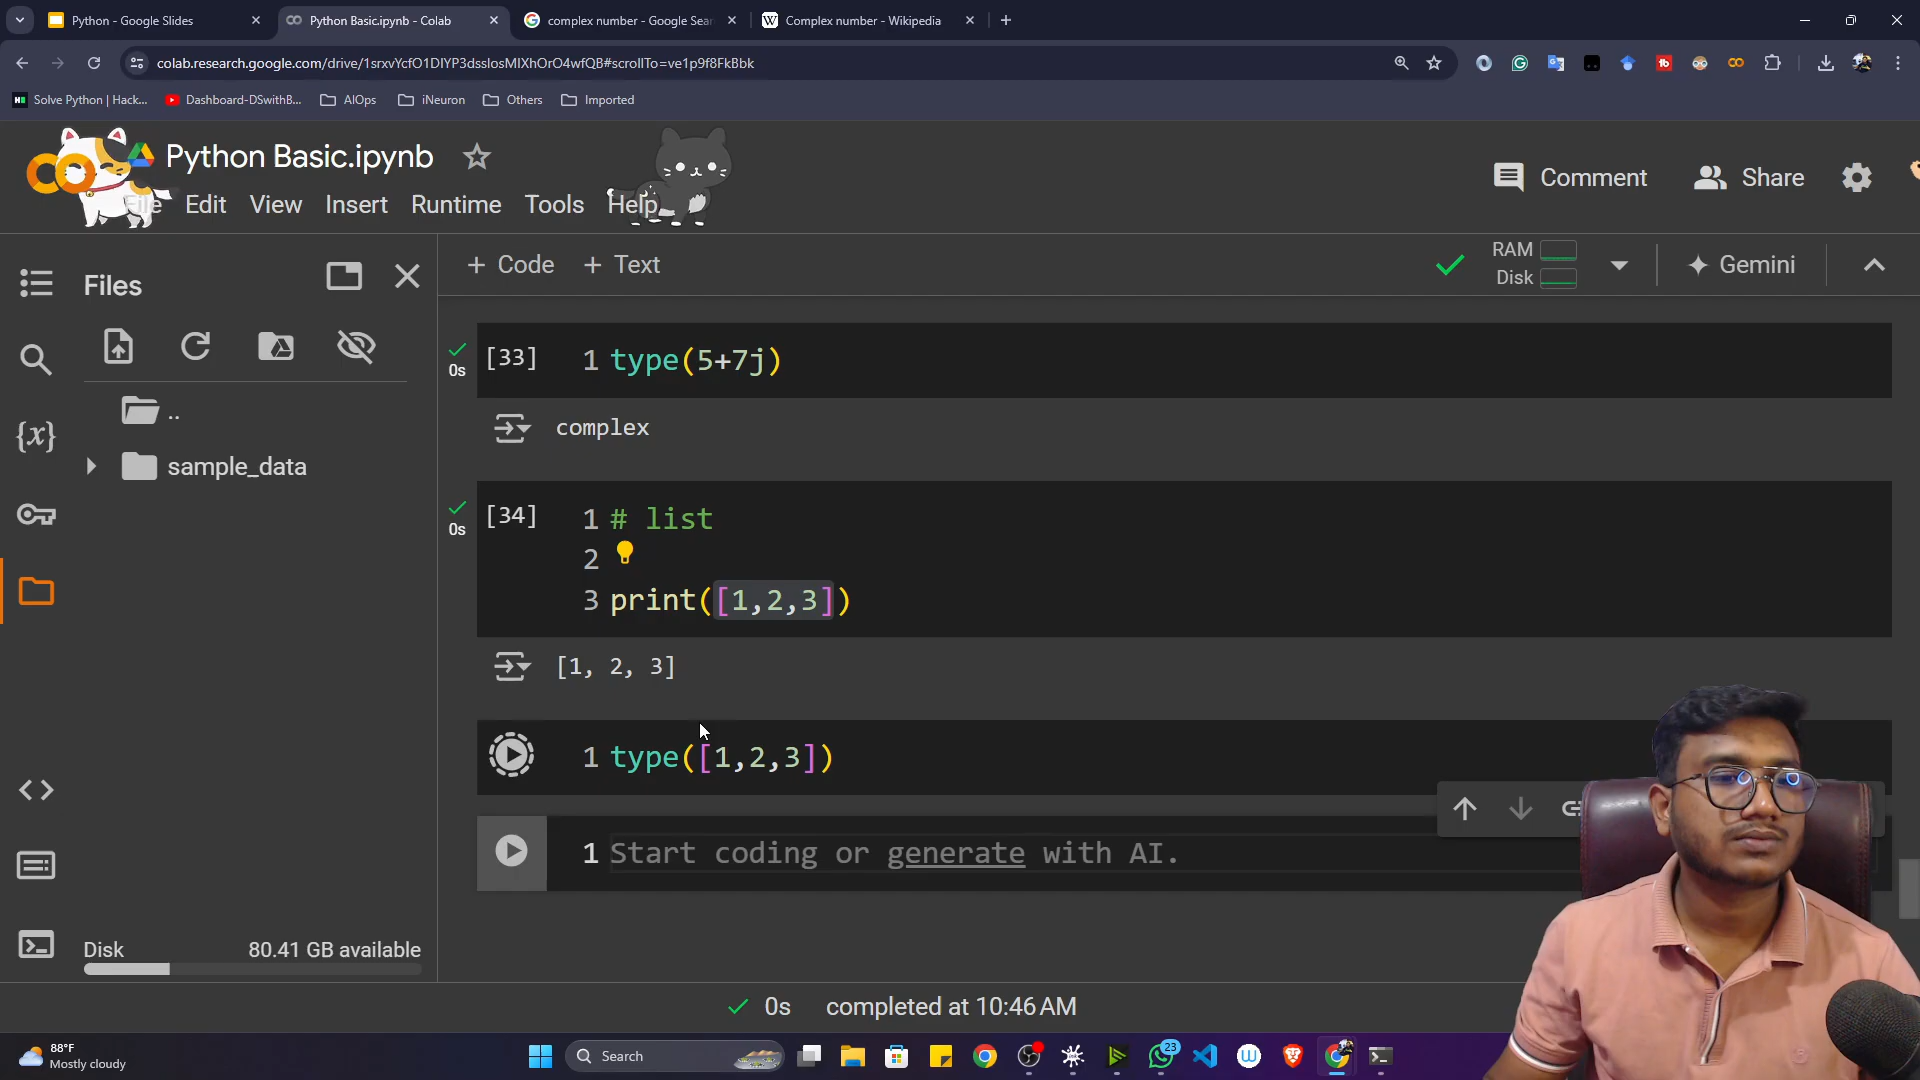 Python - Google Slides
Python Basic.ipynb - Colab
complex number - Google Sear
Complex number - Wikipedia
colab.research.google.com/drive/1srxvYcfO1DIYP3dssIosMIXhOrO4wfQB#scrollTo=ve1p9f8FkBbk
Solve Python | Hack...
Dashboard-DSwithB...
AIOps
iNeuron
Others
Imported
Python Basic.ipynb
File Edit View Insert Runtime Tools Help
Comment
Share
Files
+ Code + Text
RAM
Disk
Gemini
..
sample_data
[33] 1 type(5+7j)
0s
complex
[34] 1 # list
0s
2
3 print([1,2,3])
[1, 2, 3]
1 type([1,2,3])
1 Start coding or generate with AI.
Disk 80.41 GB available
0s completed at 10:46 AM
88°F
Mostly cloudy
Search
23